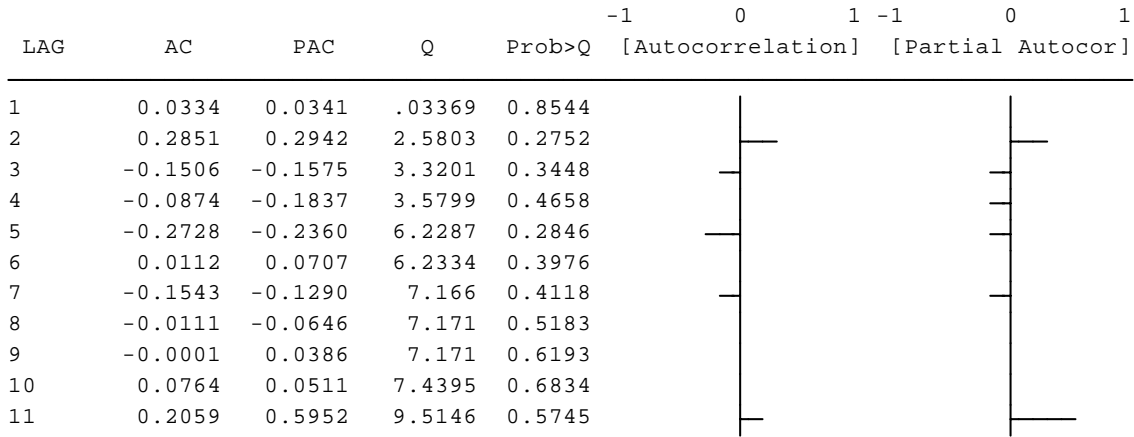 -1 0 1 -1 0 1
LAG AC PAC Q Prob>Q [Autocorrelation] [Partial Autocor]
1 0.0334 0.0341 .03369 0.8544
2 0.2851 0.2942 2.5803 0.2752
3 -0.1506 -0.1575 3.3201 0.3448
4 -0.0874 -0.1837 3.5799 0.4658
5 -0.2728 -0.2360 6.2287 0.2846
6 0.0112 0.0707 6.2334 0.3976
7 -0.1543 -0.1290 7.166 0.4118
8 -0.0111 -0.0646 7.171 0.5183
9 -0.0001 0.0386 7.171 0.6193
10 0.0764 0.0511 7.4395 0.6834
11 0.2059 0.5952 9.5146 0.5745